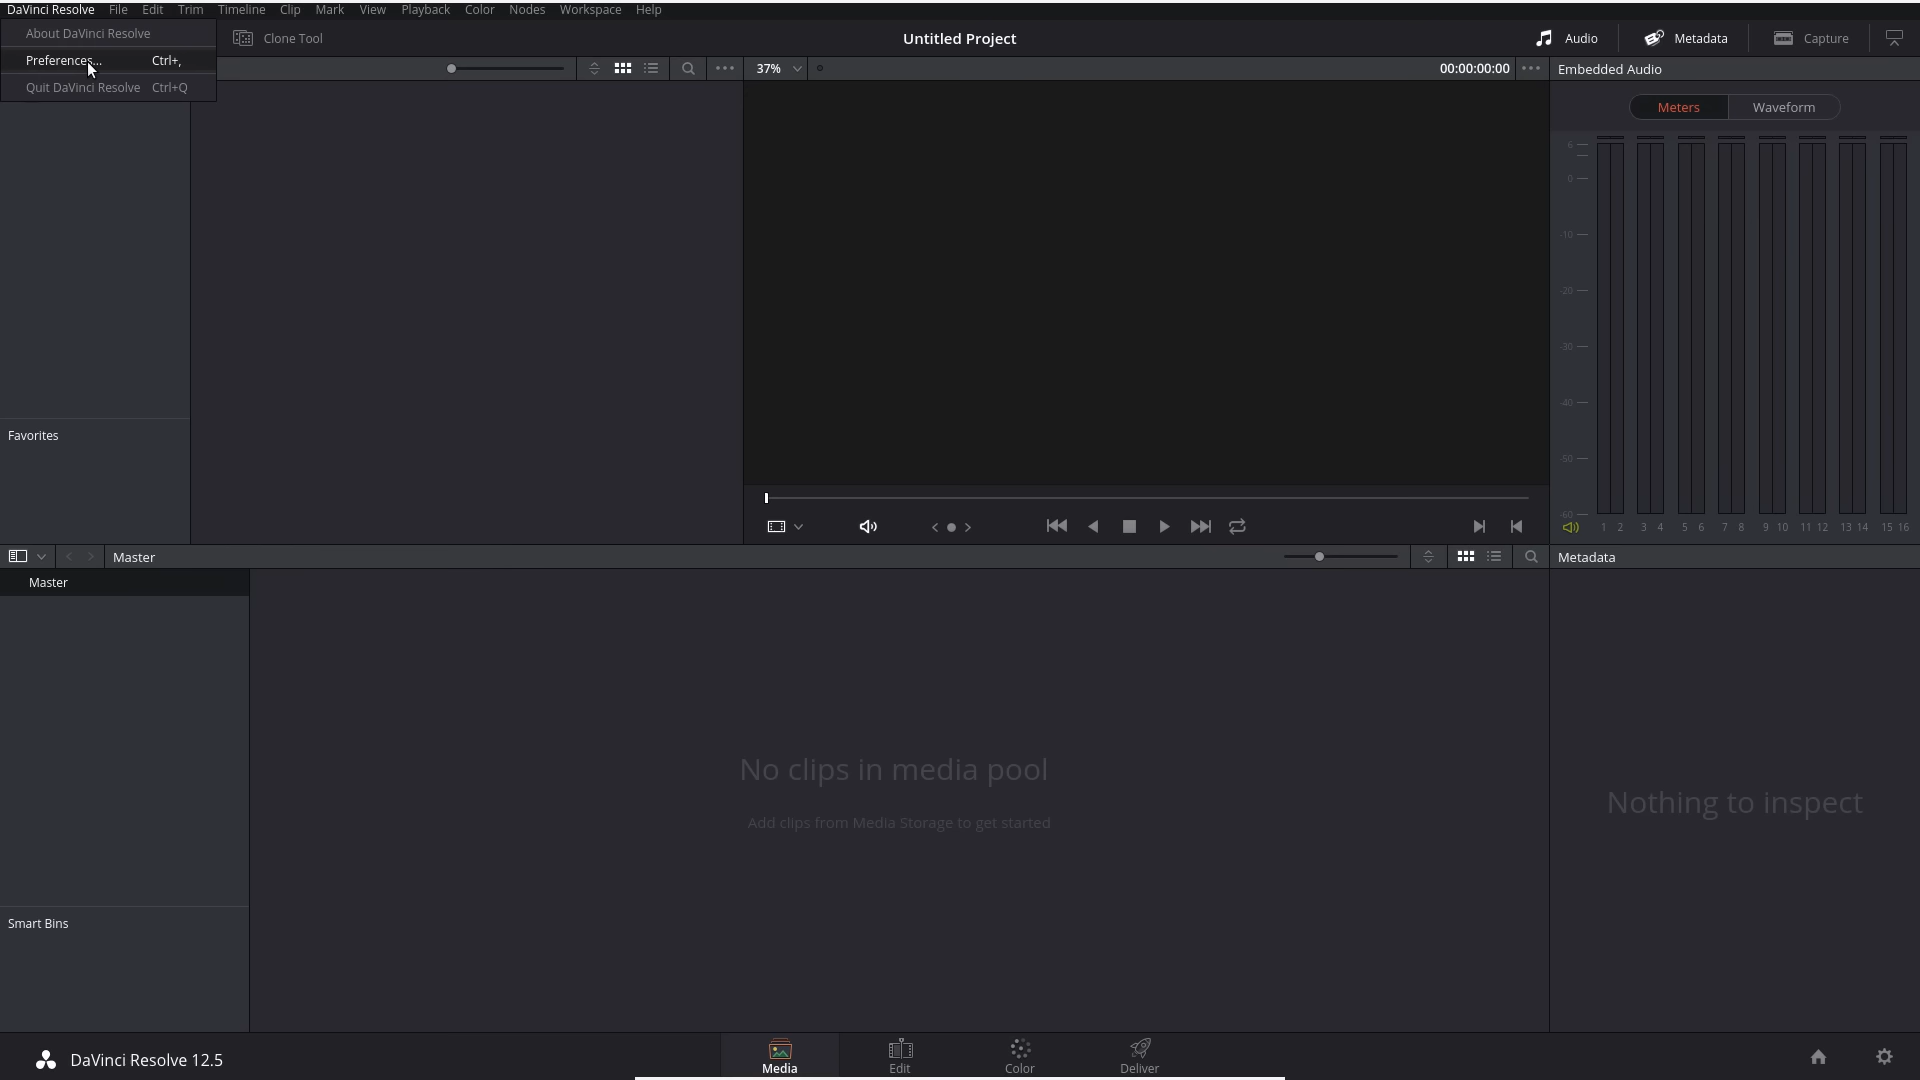 DaVinci Resolve File Edit Trim Timeline Clip Mark View Playback Color Nodes Workspace Help
About DaVinci Resolve
Preferences... Ctrl+,
Quit DaVinci Resolve Ctrl+Q
Clone Tool
Untitled Project
Audio Metadata Capture
37% 00:00:00:00
Embedded Audio
Meters Waveform
6
0
-10
-20
-30
-40
-50
-60
1 2 3 4 5 6 7 8 9 10 11 12 13 14 15 16
Favorites
Master
Metadata
Master
No clips in media pool
Add clips from Media Storage to get started
Nothing to inspect
Smart Bins
DaVinci Resolve 12.5
Media Edit Color Deliver